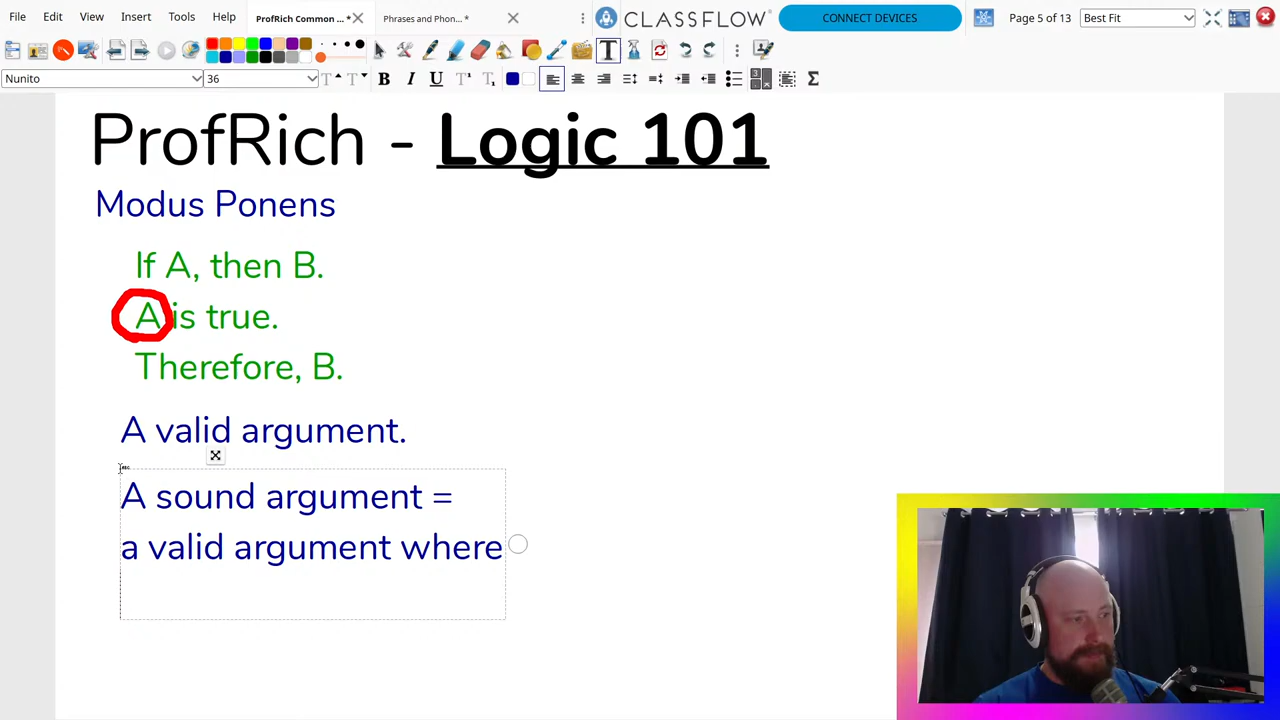 File Edit View Insert Tools Help ProfRich Common ... * Phrases and Phon... * CLASSFLOW CONNECT DEVICES Page 5 of 13 Best Fit
Nunito 36 B I U T T Σ
ProfRich - Logic 101
Modus Ponens
If A, then B.
A is true.
Therefore, B.
A valid argument.
A sound argument =
a valid argument where